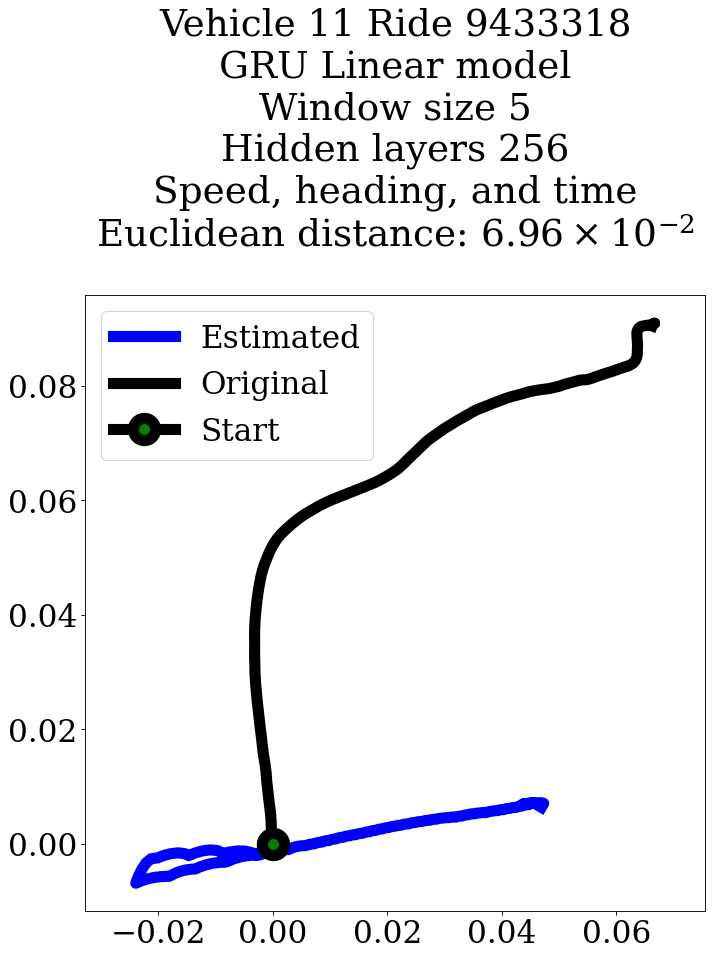 Vehicle 11 Ride 9433318
GRU Linear model
Window size 5
Hidden layers 256
Speed, heading, and time
Euclidean distance: 6.96 × 10⁻²
Estimated
Original
Start
0.08
0.06
0.04
0.02
0.00
−0.02 0.00 0.02 0.04 0.06